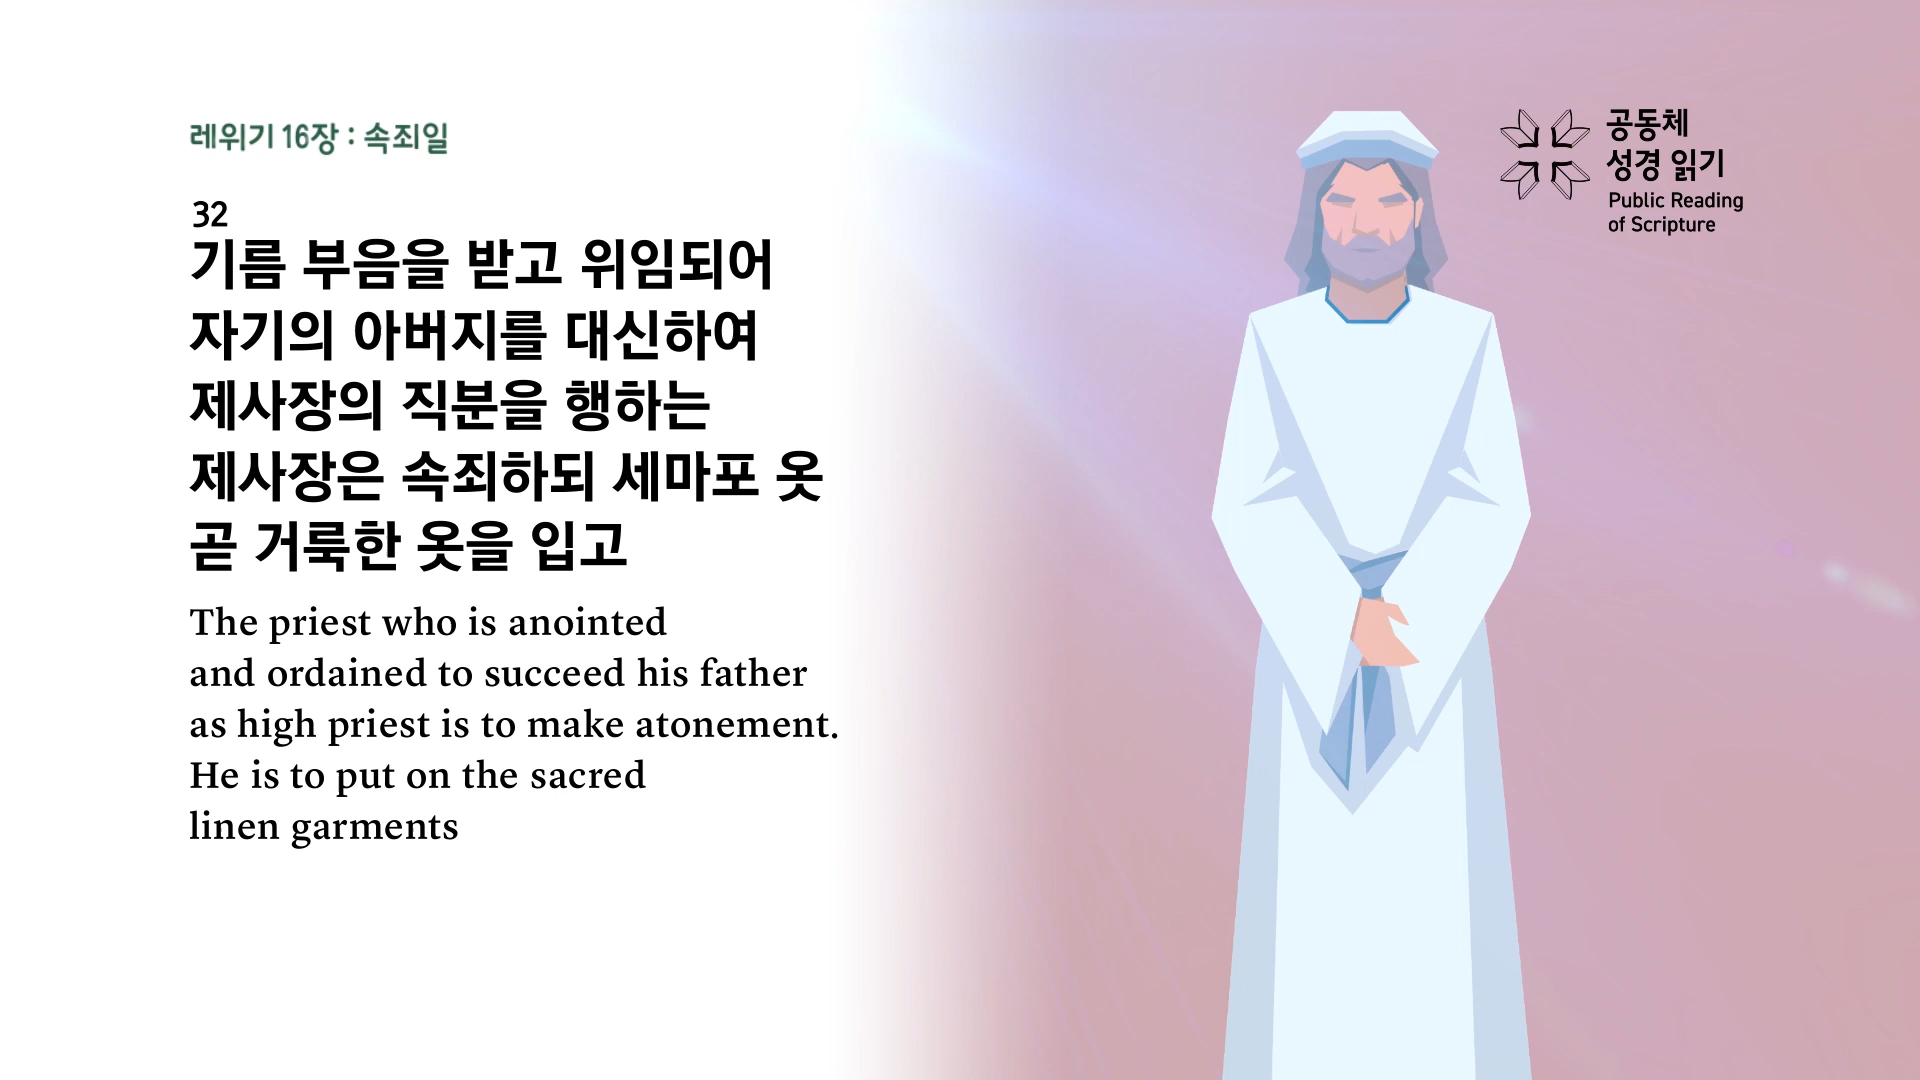 레위기 16장 : 속죄일
32
기름 부음을 받고 위임되어
자기의 아버지를 대신하여
제사장의 직분을 행하는
제사장은 속죄하되 세마포 옷
곧 거룩한 옷을 입고
The priest who is anointed
and ordained to succeed his father
as high priest is to make atonement.
He is to put on the sacred
linen garments
공동체
성경 읽기
Public Reading
of Scripture